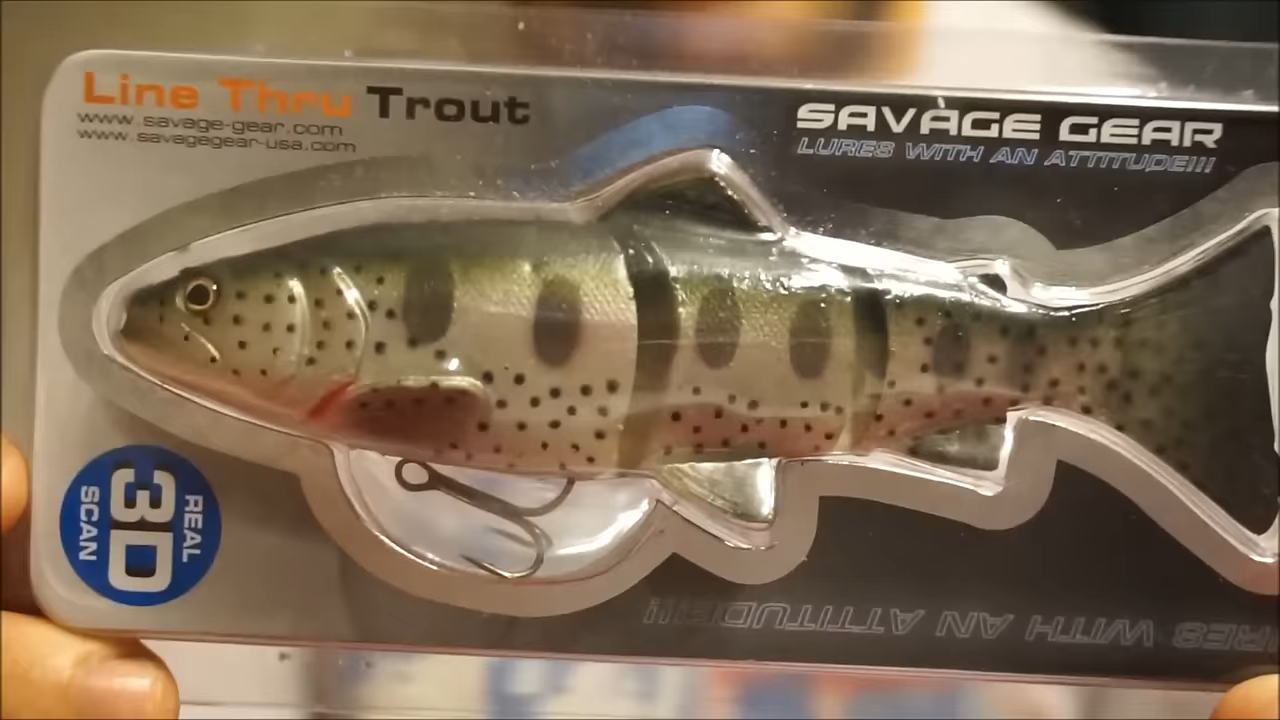 Line Thru Trout
www.savage-gear.com
www.savagegear-usa.com
SAVAGE GEAR
LURES WITH AN ATTITUDE!!!
REAL
3D
SCAN
RES WITH AN ATTITUDE!!!